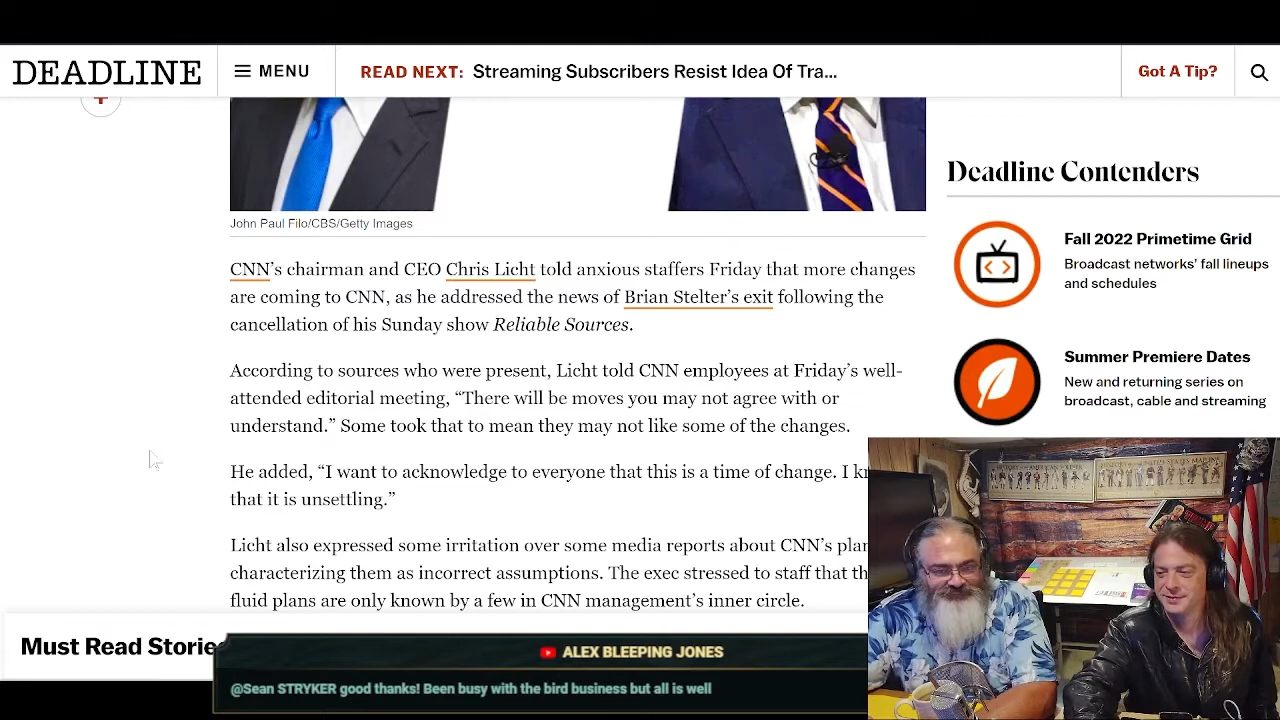 DEADLINE
MENU
READ NEXT: Streaming Subscribers Resist Idea Of Tra...
Got A Tip?
John Paul Filo/CBS/Getty Images
CNN's chairman and CEO Chris Licht told anxious staffers Friday that more changes
are coming to CNN, as he addressed the news of Brian Stelter's exit following the
cancellation of his Sunday show Reliable Sources.
According to sources who were present, Licht told CNN employees at Friday's well-
attended editorial meeting, “There will be moves you may not agree with or
understand.” Some took that to mean they may not like some of the changes.
He added, “I want to acknowledge to everyone that this is a time of change. I kn
that it is unsettling.”
Licht also expressed some irritation over some media reports about CNN's plan
characterizing them as incorrect assumptions. The exec stressed to staff that th
fluid plans are only known by a few in CNN management's inner circle.
Deadline Contenders
Fall 2022 Primetime Grid
Broadcast networks' fall lineups
and schedules
Summer Premiere Dates
New and returning series on
broadcast, cable and streaming
Must Read Storie
ALEX BLEEPING JONES
@Sean STRYKER good thanks! Been busy with the bird business but all is well